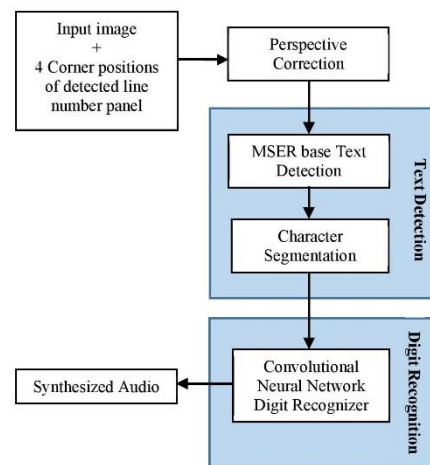 Input image
+
4 Corner positions
of detected line
number panel
Perspective
Correction
MSER base Text
Detection
Character
Segmentation
Text Detection
Convolutional
Neural Network
Digit Recognizer
Digit Recognition
Synthesized Audio